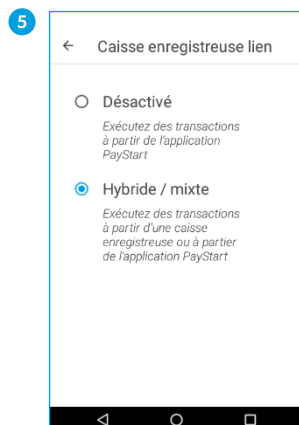 5
Caisse enregistreuse lien
Désactivé
Exécutez des transactions
à partir de l'application
PayStart
Hybride / mixte
Exécutez des transactions
à partir d'une caisse
enregistreuse ou à partier
de l'application PayStart